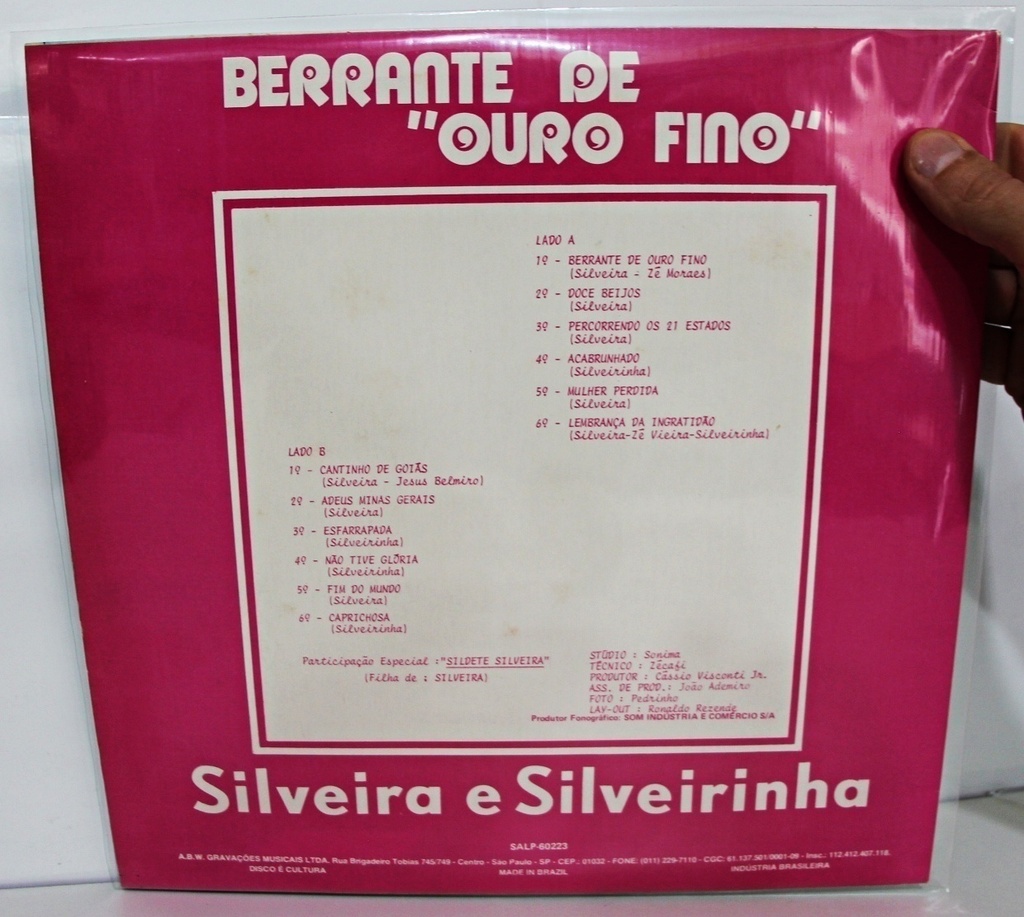 BERRANTE DE
"OURO FINO"
LADO A
1º - BERRANTE DE OURO FINO
(Silveira - Zé Moraes)
2º - DOCE BEIJOS
(Silveira)
3º - PERCORRENDO OS 21 ESTADOS
(Silveira)
4º - ACABRUNHADO
(Silveirinha)
5º - MULHER PERDIDA
(Silveira)
6º - LEMBRANÇA DA INGRATIDÃO
(Silveira-Zé Vieira-Silveirinha)
LADO B
1º - CANTINHO DE GOIÁS
(Silveira - Jesus Belmiro)
2º - ADEUS MINAS GERAIS
(Silveira)
3º - ESFARRAPADA
(Silveirinha)
4º - NÃO TIVE GLÓRIA
(Silveirinha)
5º - FIM DO MUNDO
(Silveira)
6º - CAPRICHOSA
(Silveirinha)
Participação Especial :"SILDETE SILVEIRA"
(Filha de : SILVEIRA)
STÚDIO : Sonima
TÉCNICO : Zécafi
PRODUTOR : Cássio Visconti Jr.
ASS. DE PROD.: João Ademiro
FOTO : Pedrinho
LAY-OUT : Ronaldo Rezende
Produtor Fonográfico: SOM INDÚSTRIA E COMÉRCIO S/A
Silveira e Silveirinha
SALP-60223
A.B.W. GRAVAÇÕES MUSICAIS LTDA. Rua Brigadeiro Tobias 745/749 - Centro - São Paulo - SP - CEP.: 01032 - FONE: (011) 229-7110 - CGC: 61.137.501/0001-09 - Insc.: 112.412.407.118.
DISCO É CULTURA MADE IN BRAZIL INDÚSTRIA BRASILEIRA